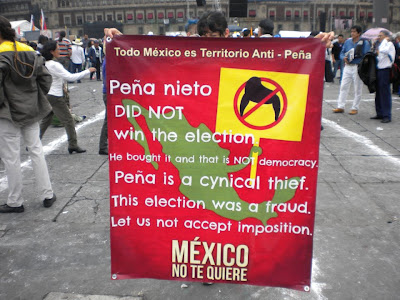 Todo México es Territorio Anti - Peña
Peña nieto
DID NOT
win the election.
He bought it and that is NOT democracy.
Peña is a cynical thief.
This election was a fraud.
Let us not accept imposition.
MÉXICO
NO TE QUIERE